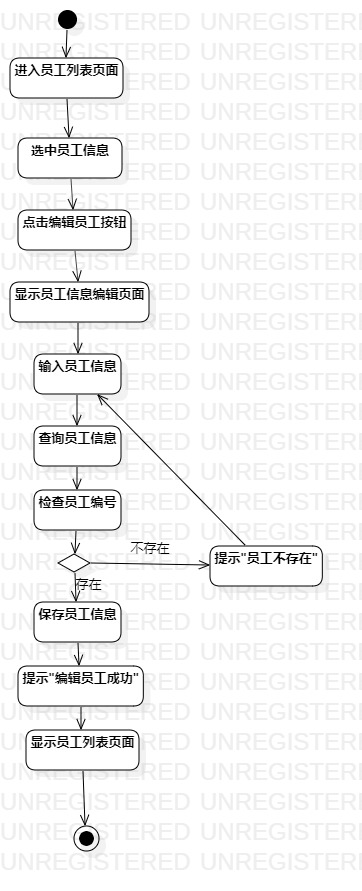 进入员工列表页面
选中员工信息
点击编辑员工按钮
显示员工信息编辑页面
输入员工信息
查询员工信息
检查员工编号
不存在
提示"员工不存在"
存在
保存员工信息
提示"编辑员工成功"
显示员工列表页面
UNREGISTERED UNREGISTERI
UNREGISTERED UNREGISTERI
UNREGISTERED UNREGISTERI